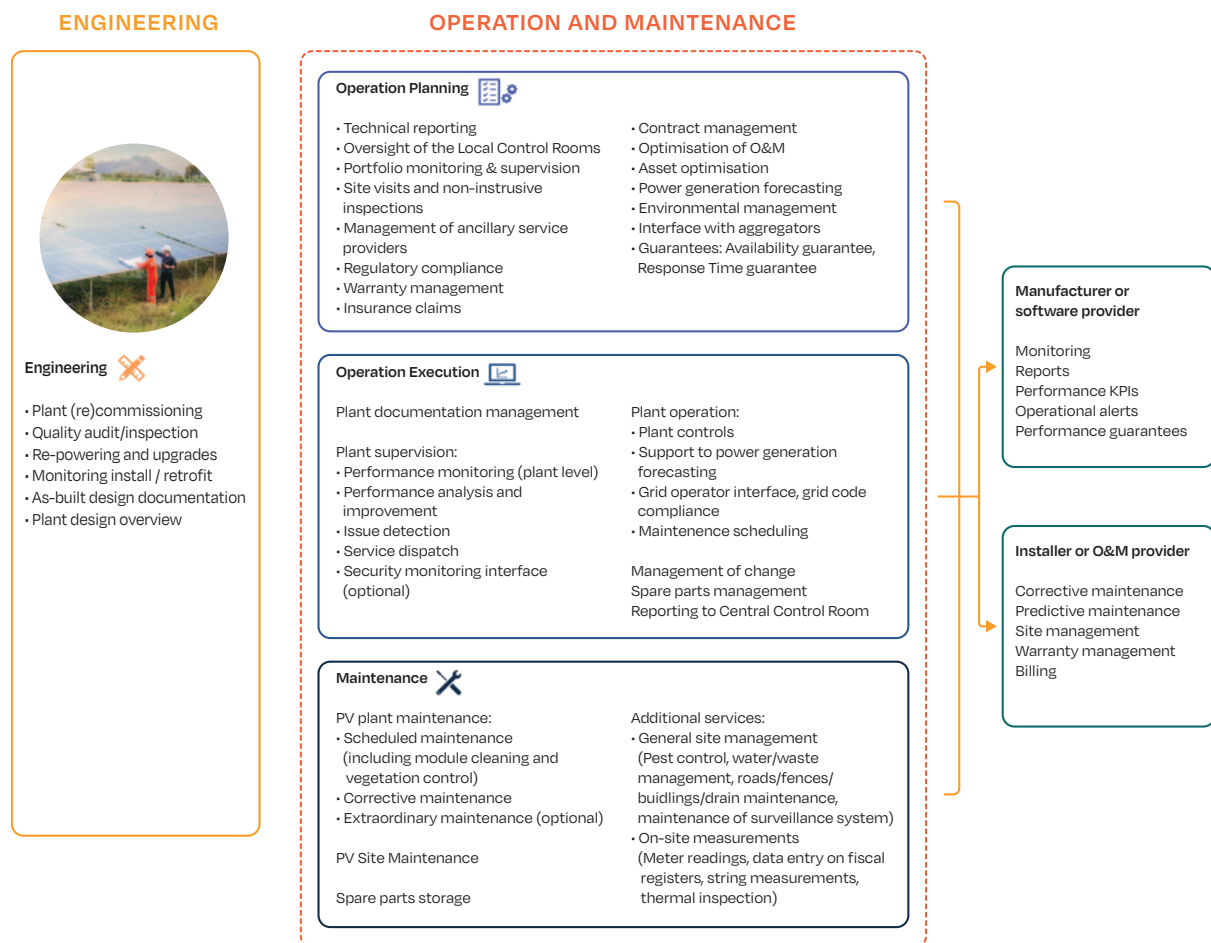 ENGINEERING
Engineering
• Plant (re)commissioning
• Quality audit/inspection
• Re-powering and upgrades
• Monitoring install / retrofit
• As-built design documentation
• Plant design overview
OPERATION AND MAINTENANCE
Operation Planning
• Technical reporting
• Oversight of the Local Control Rooms
• Portfolio monitoring & supervision
• Site visits and non-instrusive
inspections
• Management of ancillary service
providers
• Regulatory compliance
• Warranty management
• Insurance claims
• Contract management
• Optimisation of O&M
• Asset optimisation
• Power generation forecasting
• Environmental management
• Interface with aggregators
• Guarantees: Availability guarantee,
Response Time guarantee
Operation Execution
Plant documentation management
Plant supervision:
• Performance monitoring (plant level)
• Performance analysis and
improvement
• Issue detection
• Service dispatch
• Security monitoring interface
(optional)
Plant operation:
• Plant controls
• Support to power generation
forecasting
• Grid operator interface, grid code
compliance
• Maintenence scheduling
Management of change
Spare parts management
Reporting to Central Control Room
Maintenance
PV plant maintenance:
• Scheduled maintenance
(including module cleaning and
vegetation control)
• Corrective maintenance
• Extraordinary maintenance (optional)
PV Site Maintenance
Spare parts storage
Additional services:
• General site management
(Pest control, water/waste
management, roads/fences/
buidlings/drain maintenance,
maintenance of surveillance system)
• On-site measurements
(Meter readings, data entry on fiscal
registers, string measurements,
thermal inspection)
Manufacturer or
software provider
Monitoring
Reports
Performance KPIs
Operational alerts
Performance guarantees
Installer or O&M provider
Corrective maintenance
Predictive maintenance
Site management
Warranty management
Billing